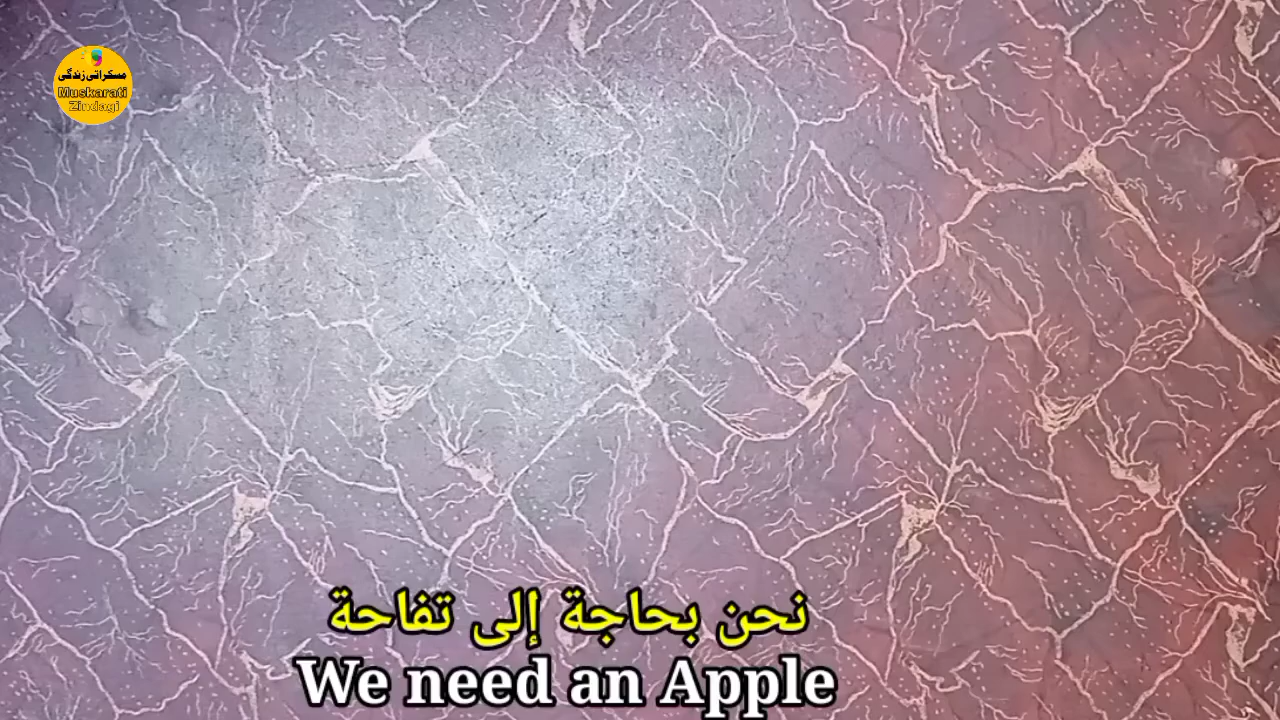 مسکراتی زندگی
Muskarati
Zindagi
نحن بحاجة إلى تفاحة
We need an Apple